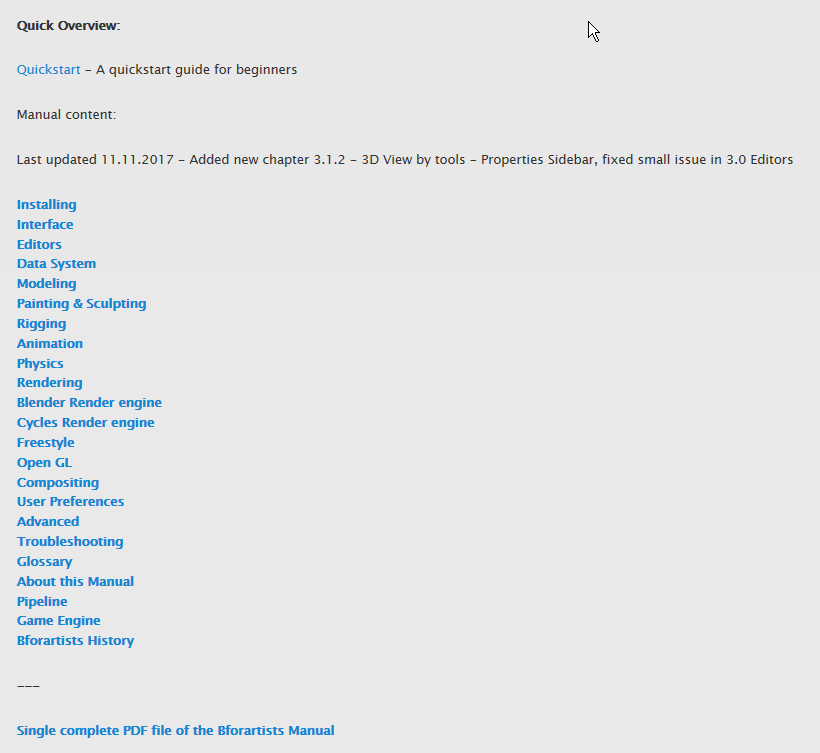 Quick Overview:
Quickstart – A quickstart guide for beginners
Manual content:
Last updated 11.11.2017 – Added new chapter 3.1.2 – 3D View by tools – Properties Sidebar, fixed small issue in 3.0 Editors
Installing
Interface
Editors
Data System
Modeling
Painting & Sculpting
Rigging
Animation
Physics
Rendering
Blender Render engine
Cycles Render engine
Freestyle
Open GL
Compositing
User Preferences
Advanced
Troubleshooting
Glossary
About this Manual
Pipeline
Game Engine
Bforartists History
–––
Single complete PDF file of the Bforartists Manual